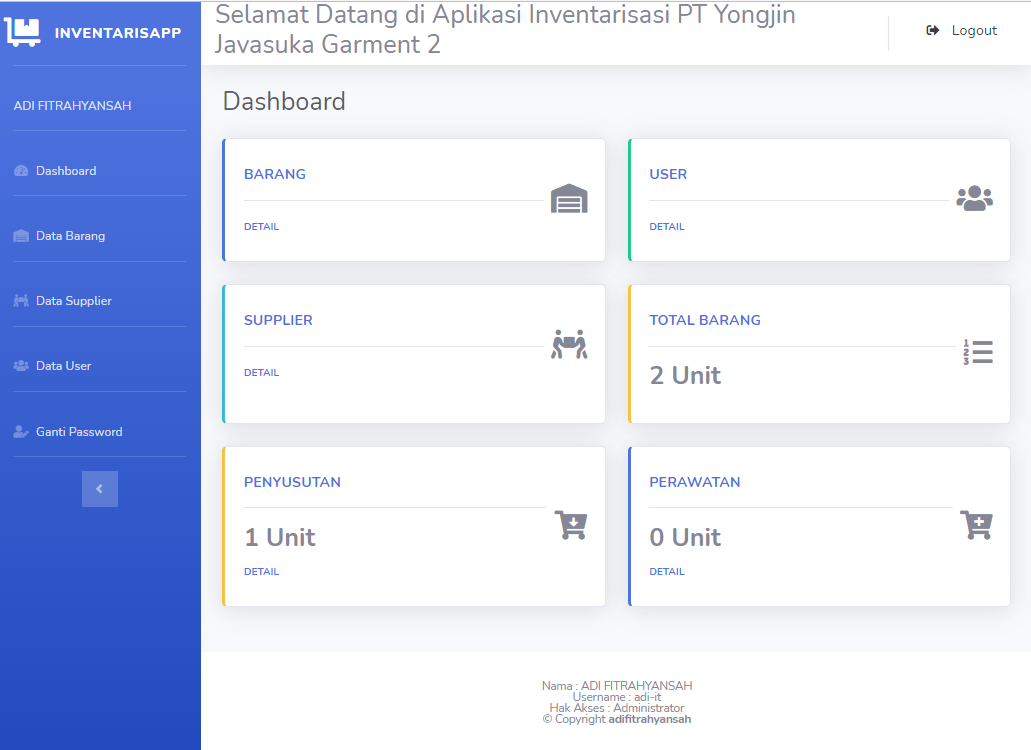 INVENTARISAPP
ADI FITRAHYANSAH
Dashboard
Data Barang
Data Supplier
Data User
Ganti Password
Selamat Datang di Aplikasi Inventarisasi PT Yongjin
Javasuka Garment 2
Logout
Dashboard
BARANG
DETAIL
USER
DETAIL
SUPPLIER
DETAIL
TOTAL BARANG
2 Unit
PENYUSUTAN
1 Unit
DETAIL
PERAWATAN
0 Unit
DETAIL
Nama : ADI FITRAHYANSAH
Username : adi-it
Hak Akses : Administrator
© Copyright adifitrahyansah